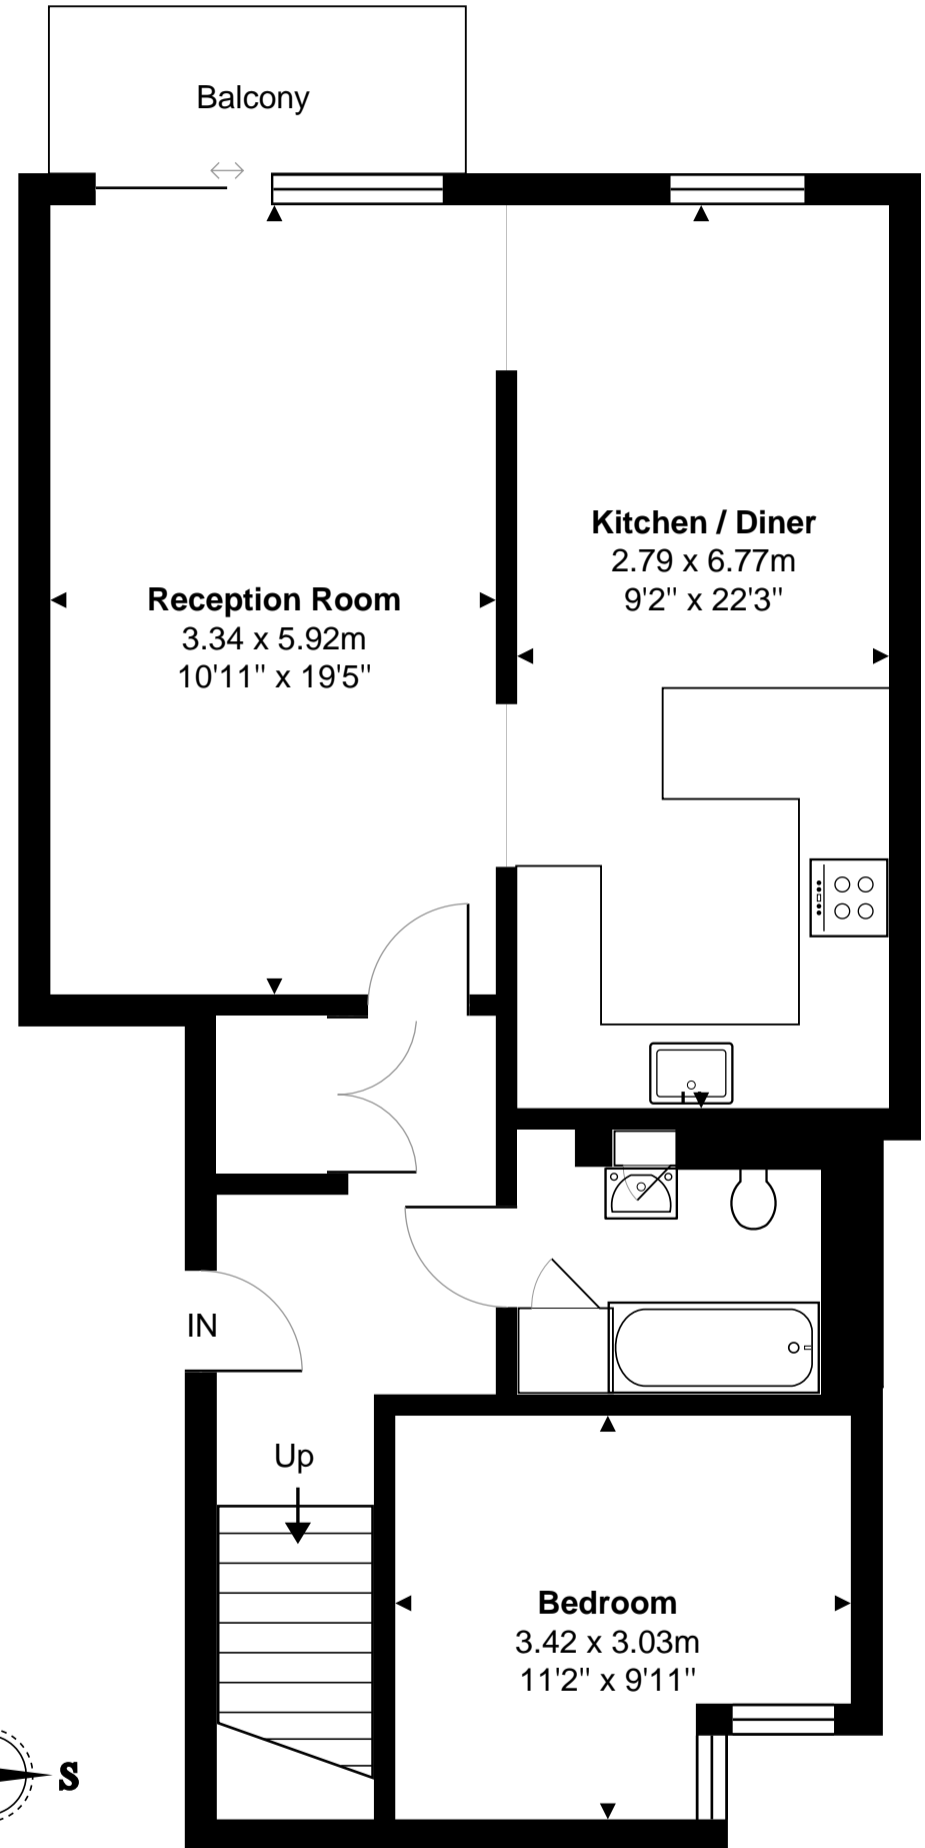 Balcony
Kitchen / Diner
2.79 x 6.77m
9'2" x 22'3"
Reception Room
3.34 x 5.92m
10'11" x 19'5"
IN
Up
Bedroom
3.42 x 3.03m
11'2" x 9'11"
S